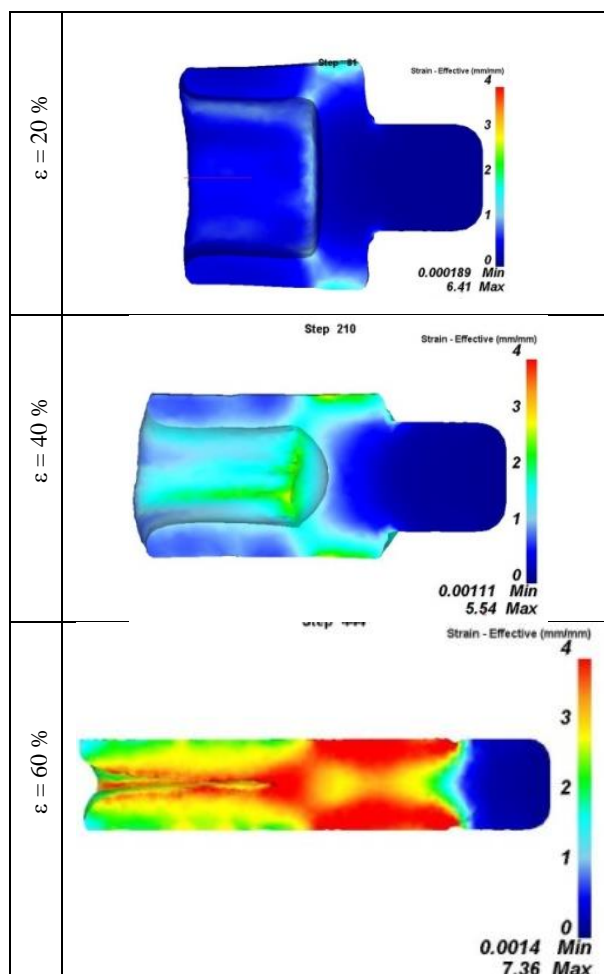 ε = 20 %
Step 81
Strain - Effective (mm/mm)
4
3
2
1
0
0.000189 Min
6.41 Max
ε = 40 %
Step 210
Strain - Effective (mm/mm)
4
3
2
1
0
0.00111 Min
5.54 Max
ε = 60 %
Step 444
Strain - Effective (mm/mm)
4
3
2
1
0
0.0014 Min
7.36 Max